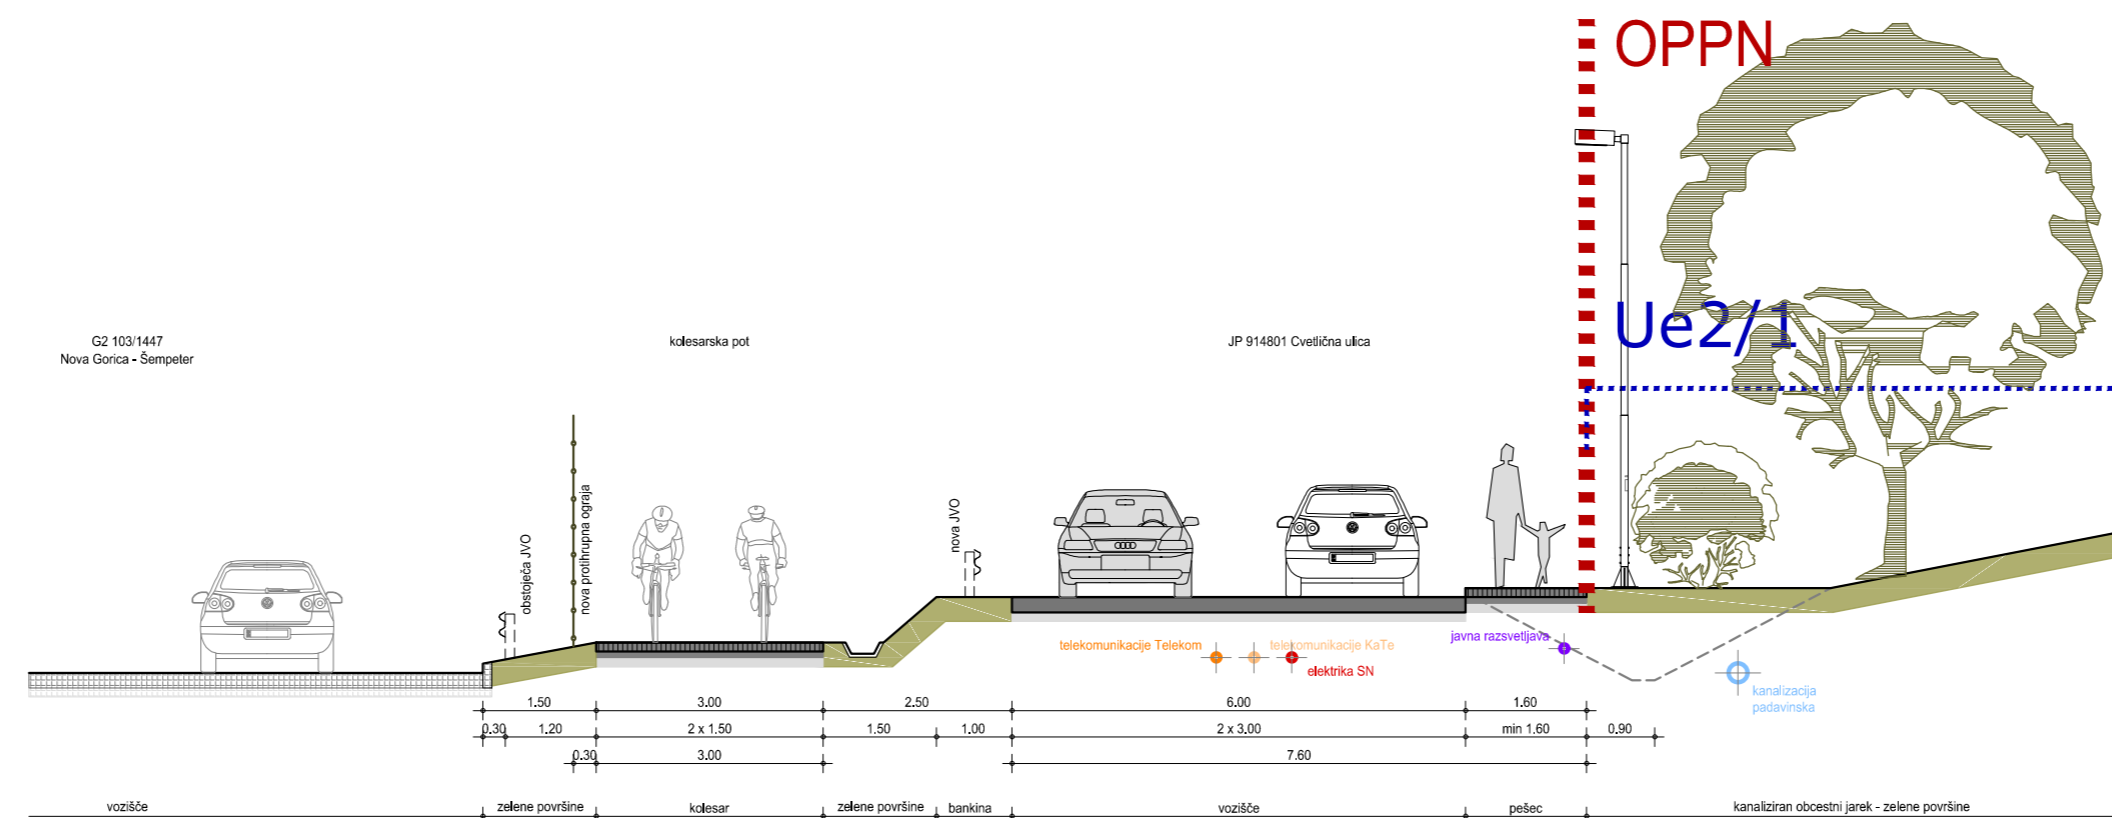 OPPN
Ue2/1
G2 103/1447
Nova Gorica - Šempeter
kolesarska pot
JP 914801 Cvetlična ulica
obstoječa JVO
nova protihrupna ograja
nova JVO
telekomunikacije Telekom
telekomunikacije KaTe
elektrika SN
javna razsvetljava
kanalizacija
padavinska
1.50 3.00 2.50 6.00 1.60
0.30 1.20 2 x 1.50 1.50 1.00 2 x 3.00 min 1.60 0.90
0.30 3.00 7.60
vozišče zelene površine kolesar zelene površine bankina vozišče pešec kanaliziran obcestni jarek - zelene površine